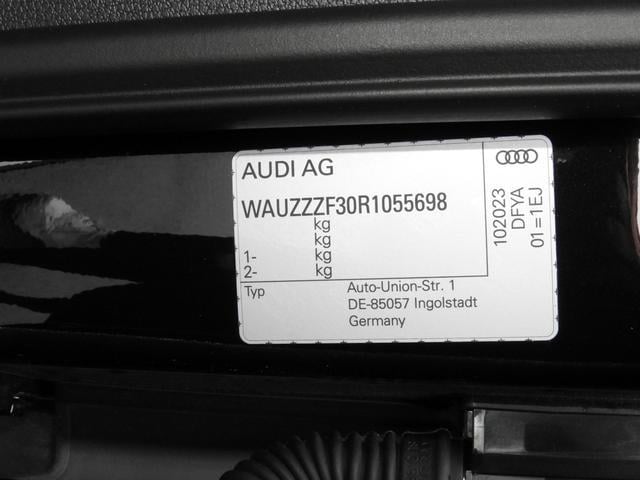 AUDI AG
WAUZZZF30R1055698
kg
kg
1- kg
2- kg
Typ
Auto-Union-Str. 1
DE-85057 Ingolstadt
Germany
102023
DFYA
01=1EJ